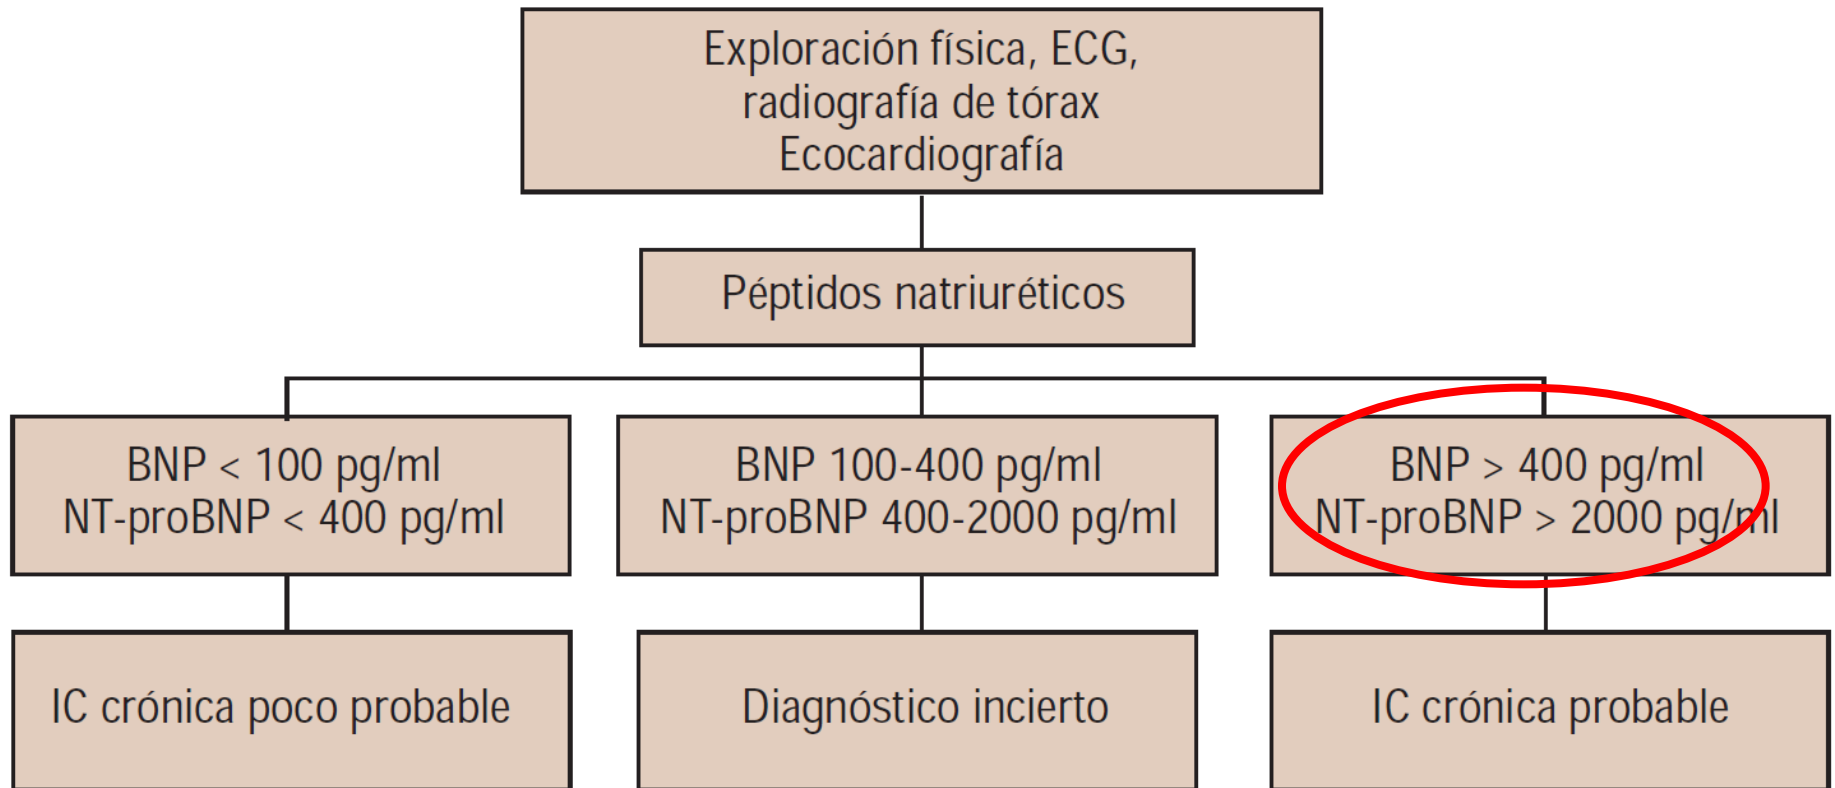 Exploración física, ECG,
radiografía de tórax
Ecocardiografía
Péptidos natriuréticos
BNP < 100 pg/ml
NT-proBNP < 400 pg/ml
BNP 100-400 pg/ml
NT-proBNP 400-2000 pg/ml
BNP > 400 pg/ml
NT-proBNP > 2000 pg/ml
IC crónica poco probable
Diagnóstico incierto
IC crónica probable